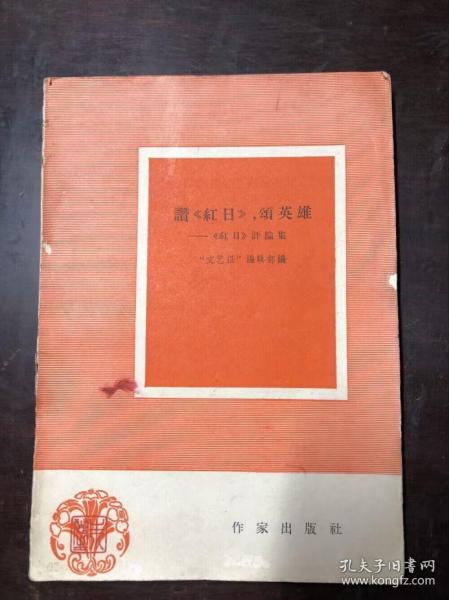 讚《紅日》,頌英雄
——《紅日》評論集
“文艺报”編輯部編
作家出版社
孔夫子旧书网
www.kongfz.com